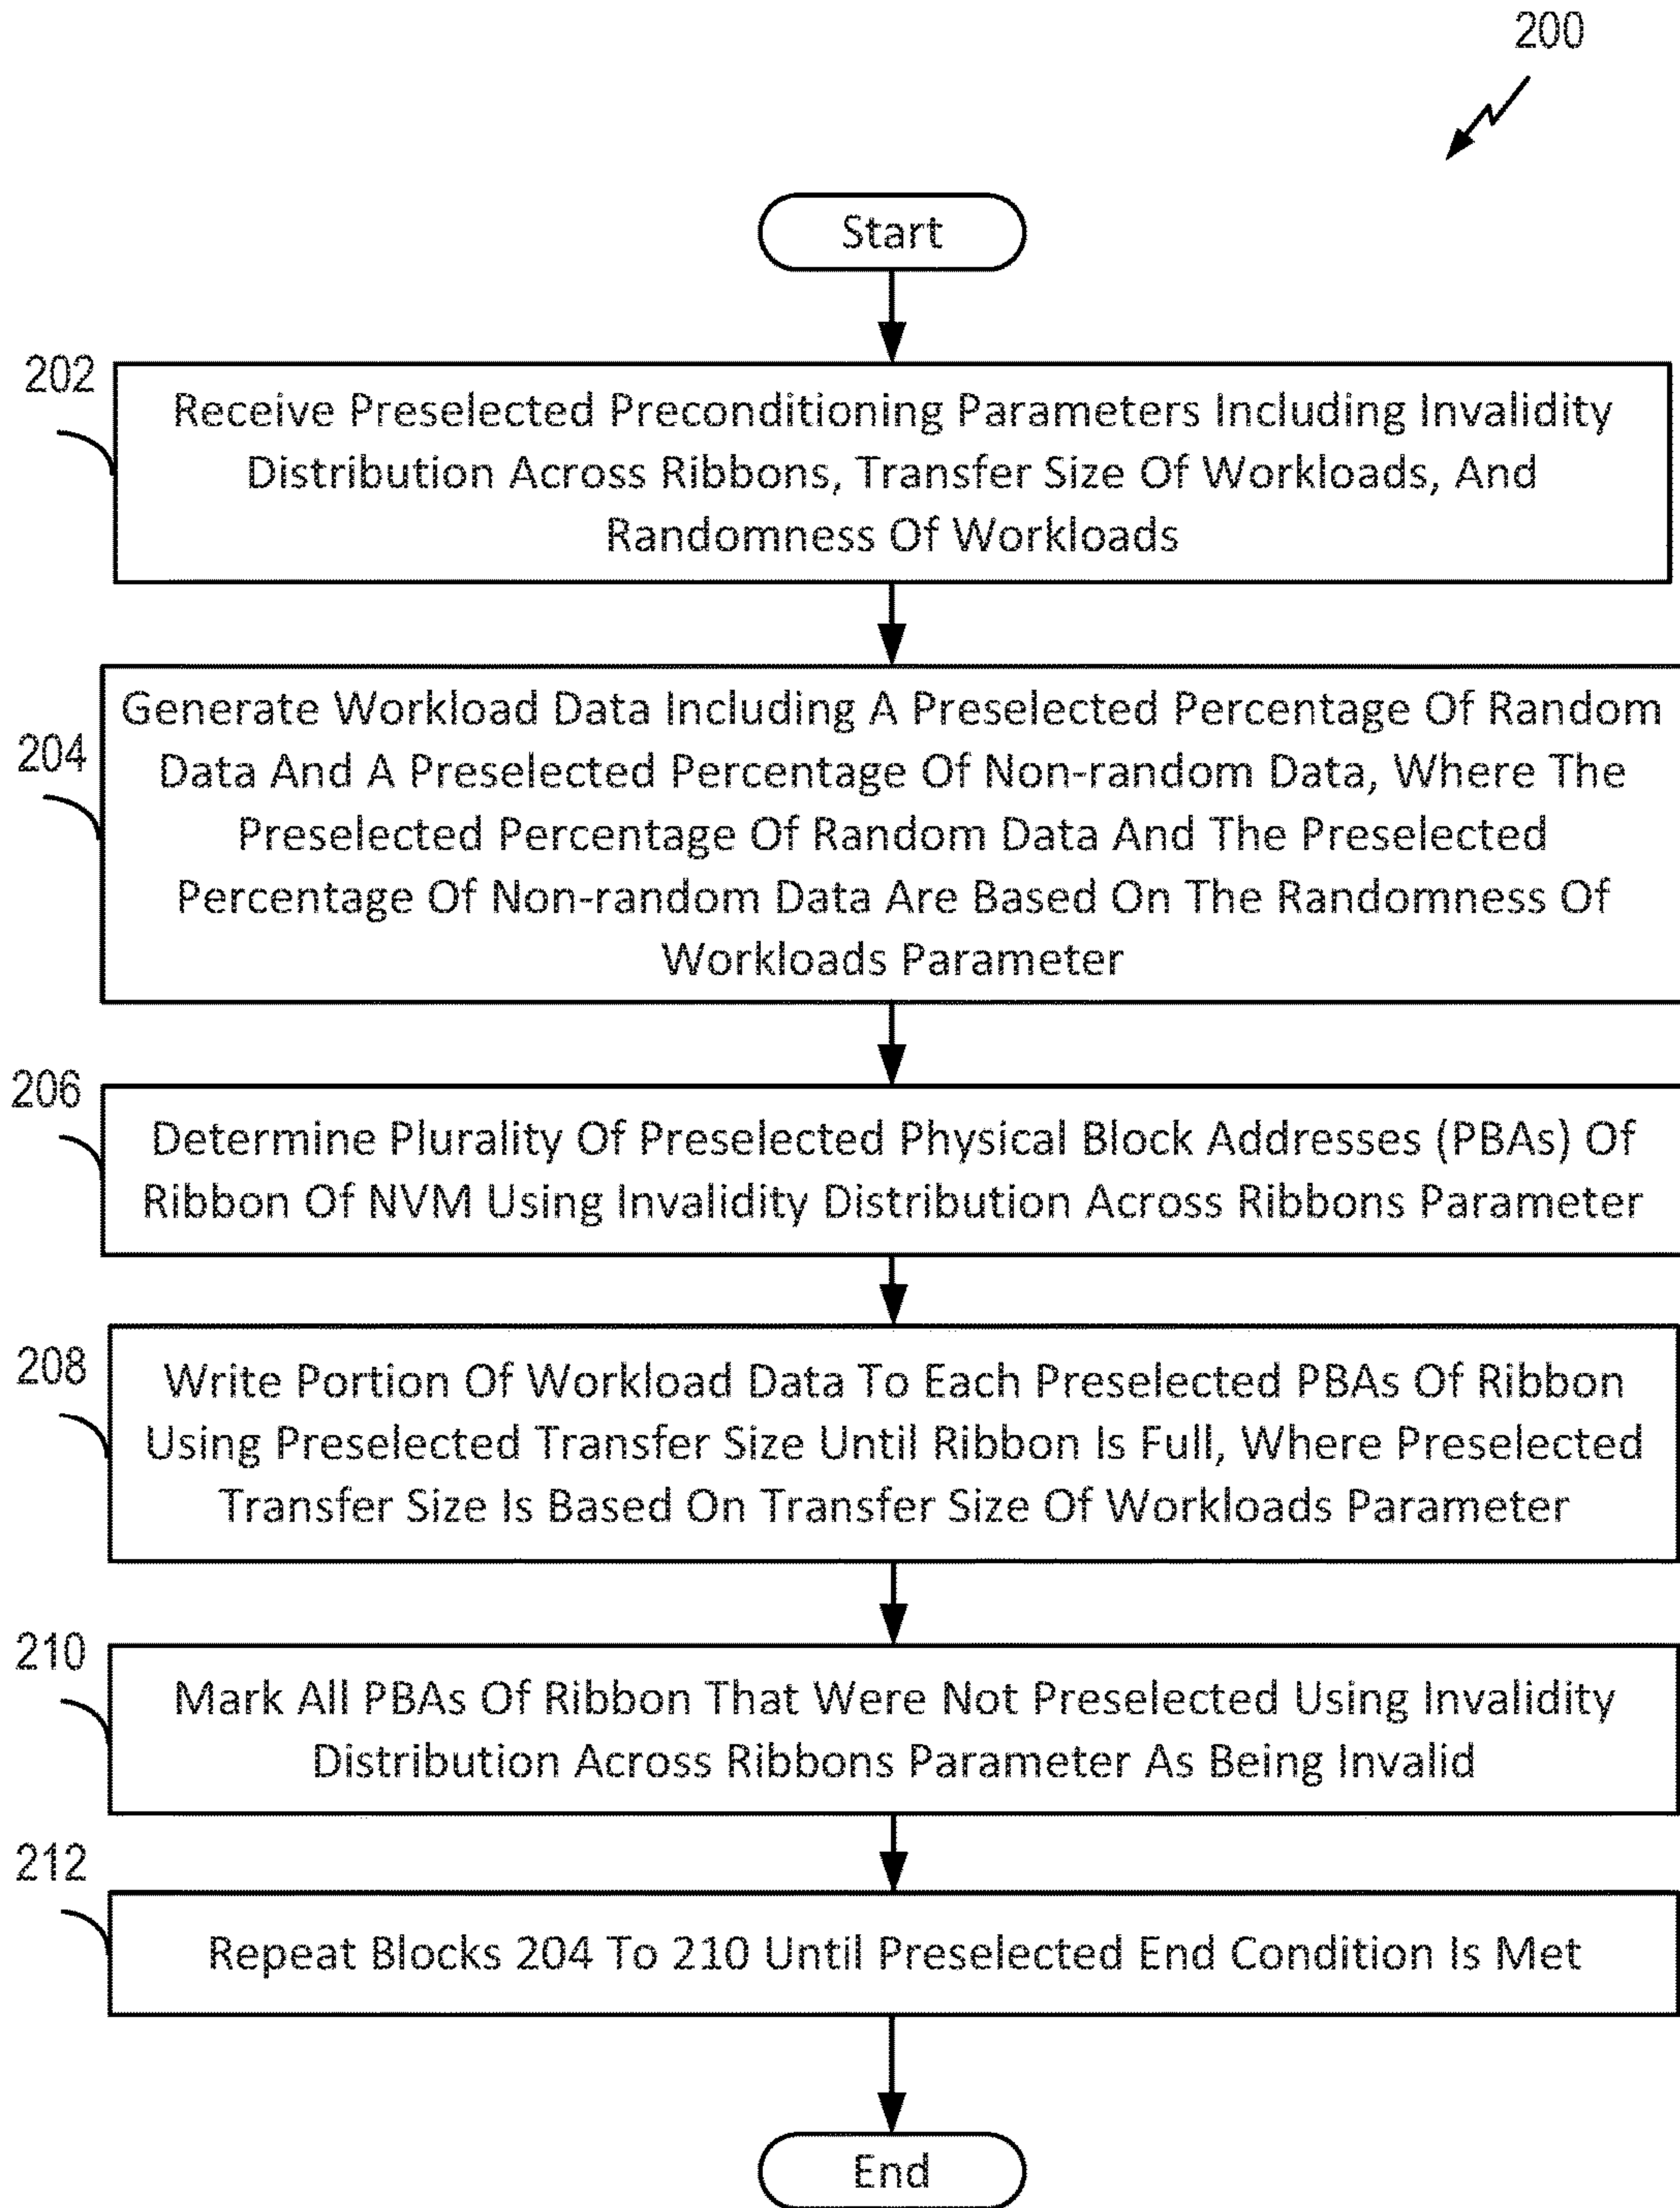 200
Start
202
Receive Preselected Preconditioning Parameters Including Invalidity
Distribution Across Ribbons, Transfer Size Of Workloads, And
Randomness Of Workloads
204
Generate Workload Data Including A Preselected Percentage Of Random
Data And A Preselected Percentage Of Non-random Data, Where The
Preselected Percentage Of Random Data And The Preselected
Percentage Of Non-random Data Are Based On The Randomness Of
Workloads Parameter
206
Determine Plurality Of Preselected Physical Block Addresses (PBAs) Of
Ribbon Of NVM Using Invalidity Distribution Across Ribbons Parameter
208
Write Portion Of Workload Data To Each Preselected PBAs Of Ribbon
Using Preselected Transfer Size Until Ribbon Is Full, Where Preselected
Transfer Size Is Based On Transfer Size Of Workloads Parameter
210
Mark All PBAs Of Ribbon That Were Not Preselected Using Invalidity
Distribution Across Ribbons Parameter As Being Invalid
212
Repeat Blocks 204 To 210 Until Preselected End Condition Is Met
End